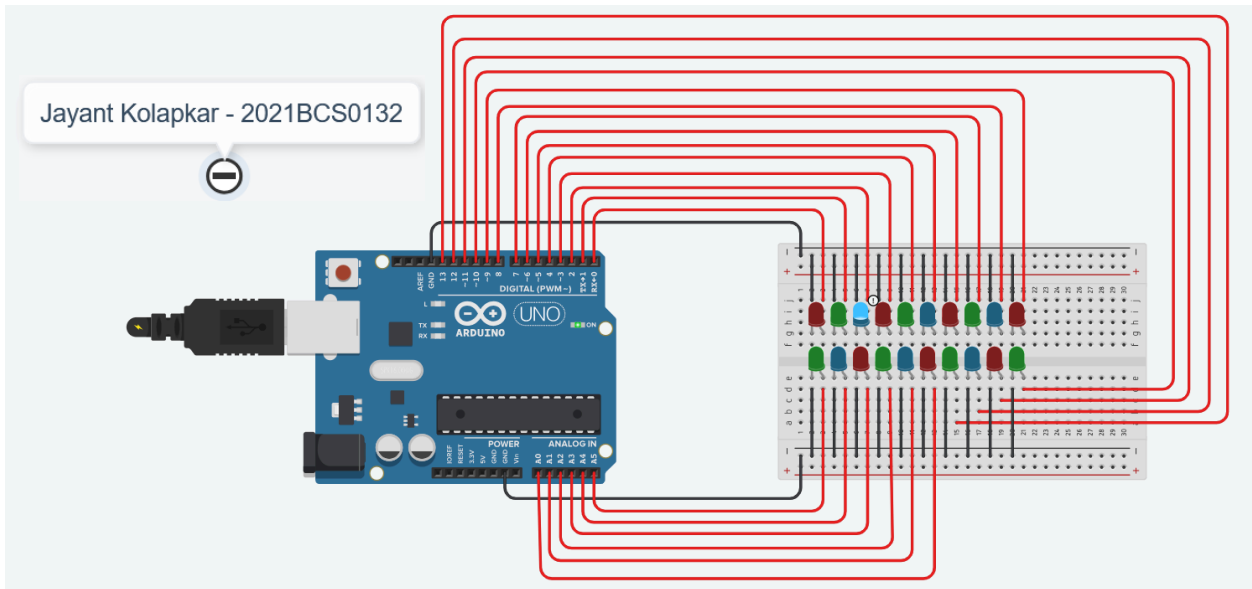 Jayant Kolapkar - 2021BCS0132
AREF
GND
13
12
~11
~10
~9
8
7
~6
~5
4
~3
2
TX→1
RX←0
DIGITAL (PWM~)
L
TX
RX
ARDUINO
UNO
ON
POWER
ANALOG IN
IOREF
RESET
3.3V
5V
GND
GND
Vin
A0
A1
A2
A3
A4
A5